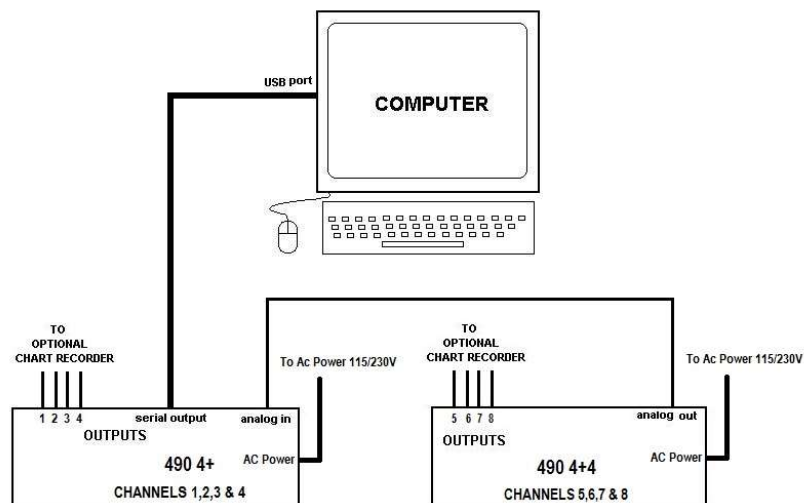 USB port
COMPUTER
TO
OPTIONAL
CHART RECORDER
1 2 3 4
serial output
analog in
OUTPUTS
To Ac Power 115/230V
AC Power
490 4+
CHANNELS 1,2,3 & 4
TO
OPTIONAL
CHART RECORDER
5 6 7 8
analog out
OUTPUTS
To Ac Power 115/230V
AC Power
490 4+4
CHANNELS 5,6,7 & 8